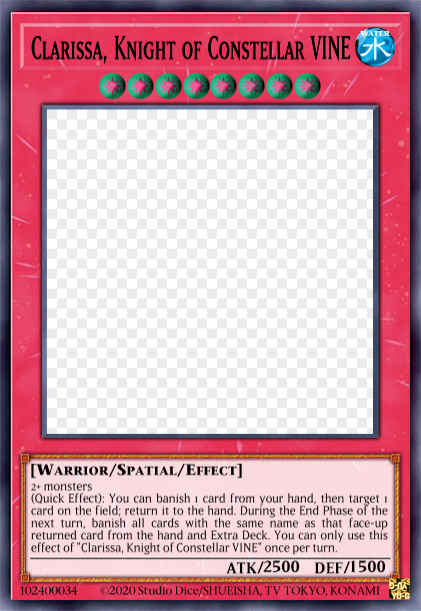 Clarissa, Knight of Constellar VINE
WATER
水
[Warrior/Spatial/Effect]
2+ monsters
(Quick Effect): You can banish 1 card from your hand, then target 1
card on the field; return it to the hand. During the End Phase of the
next turn, banish all cards with the same name as that face-up
returned card from the hand and Extra Deck. You can only use this
effect of "Clarissa, Knight of Constellar VINE" once per turn.
ATK/2500 DEF/1500
102400034 ©2020 Studio Dice/SHUEISHA, TV TOKYO, KONAMI